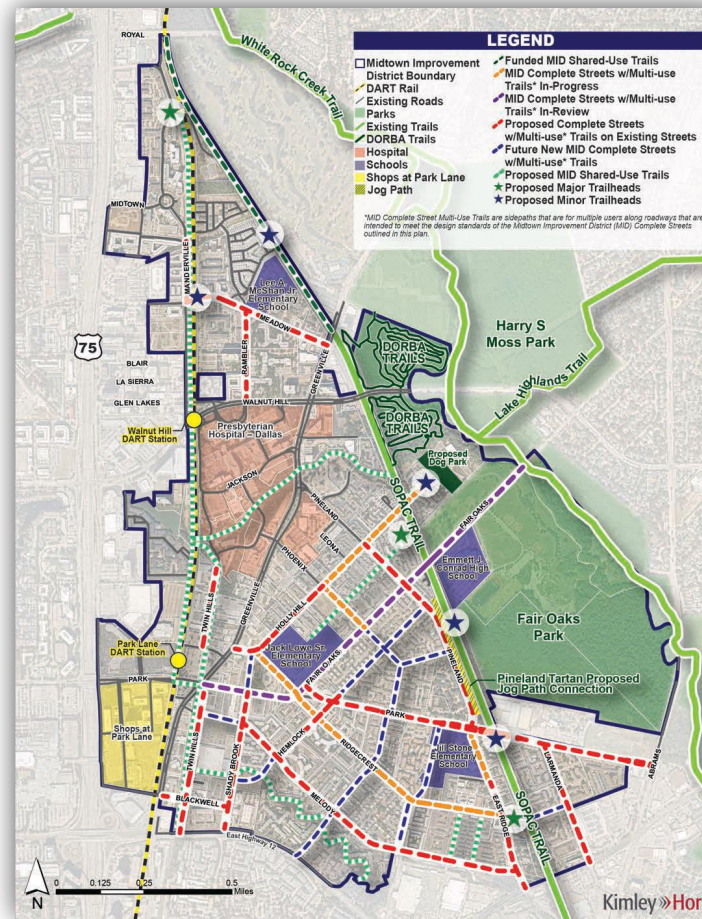 LEGEND
Midtown Improvement
District Boundary
DART Rail
Existing Roads
Parks
Existing Trails
DORBA Trails
Hospital
Schools
Shops at Park Lane
Jog Path
Funded MID Shared-Use Trails
MID Complete Streets w/Multi-use
Trails* In-Progress
MID Complete Streets w/Multi-use
Trails* In-Review
Proposed Complete Streets
w/Multi-use* Trails on Existing Streets
Future New MID Complete Streets
w/Multi-use* Trails
Proposed MID Shared-Use Trails
Proposed Major Trailheads
Proposed Minor Trailheads
*MID Complete Street Multi-Use Trails are sidepaths that are for multiple users along roadways that are
intended to meet the design standards of the Midtown Improvement District (MID) Complete Streets
outlined in this plan.
ROYAL
White Rock Creek Trail
MIDTOWN
MANDERVILLE
Lee A.
McShan Jr.
Elementary
School
MEADOW
RAMBLER
GREENVILLE
75
BLAIR
LA SIERRA
GLEN LAKES
DORBA
TRAILS
Harry S
Moss Park
Lake Highlands Trail
WALNUT HILL
Walnut Hill
DART Station
Presbyterian
Hospital – Dallas
DORBA
TRAILS
Proposed
Dog Park
JACKSON
PINELAND
SOPAC TRAIL
FAIR OAKS
LEONA
PHOENIX
Emmett J.
Conrad High
School
GREENVILLE
TWIN HILLS
HOLLY HILL
Fair Oaks
Park
Park Lane
DART Station
Jack Lowe Sr.
Elementary
School
FAIR OAKS
PINELAND
PARK
Pineland Tartan Proposed
Jog Path Connection
Shops at
Park Lane
PARK
HEMLOCK
RIDGECREST
Jill Stone
Elementary
School
L'ARMANDA
ABRAMS
TWIN HILLS
SHADY BROOK
MELODY
BLACKWELL
EASTRIDGE
SOPAC TRAIL
East Highway 12
N
0
0.125
0.25
0.5
Miles
Kimley»Hor